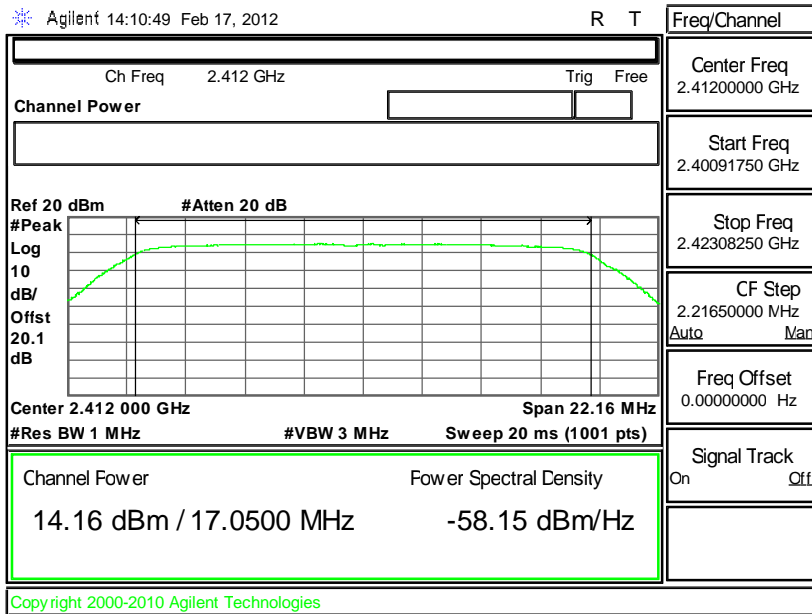 Agilent 14:10:49 Feb 17, 2012 R T
Freq/Channel
Ch Freq 2.412 GHz Trig Free
Channel Power
Center Freq
2.41200000 GHz
Start Freq
2.40091750 GHz
Stop Freq
2.42308250 GHz
CF Step
2.21650000 MHz
Auto Man
Freq Offset
0.00000000 Hz
Signal Track
On Off
Ref 20 dBm #Atten 20 dB
#Peak
Log
10
dB/
Offst
20.1
dB
Center 2.412 000 GHz Span 22.16 MHz
#Res BW 1 MHz #VBW 3 MHz Sweep 20 ms (1001 pts)
Channel Power Power Spectral Density
14.16 dBm / 17.0500 MHz -58.15 dBm/Hz
Copyright 2000-2010 Agilent Technologies